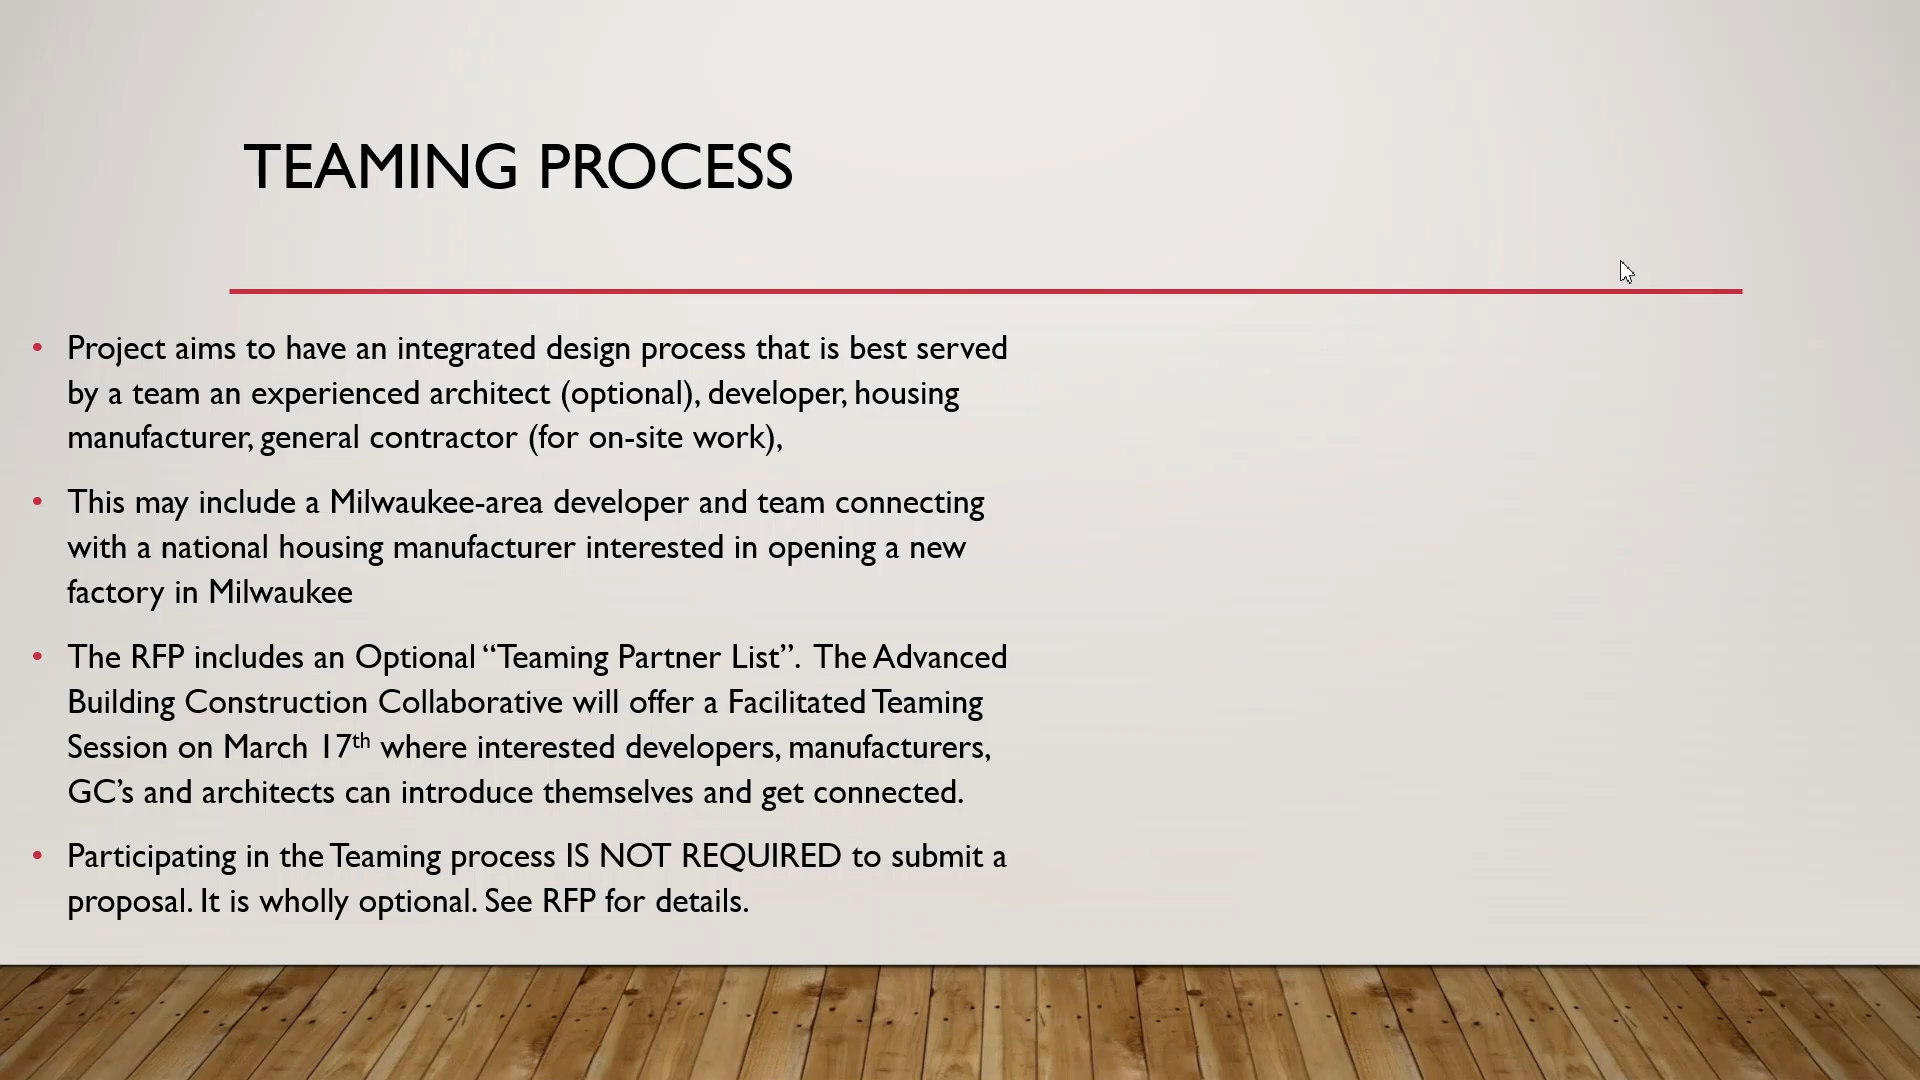 TEAMING PROCESS
• Project aims to have an integrated design process that is best served
by a team an experienced architect (optional), developer, housing
manufacturer, general contractor (for on-site work),
• This may include a Milwaukee-area developer and team connecting
with a national housing manufacturer interested in opening a new
factory in Milwaukee
• The RFP includes an Optional “Teaming Partner List”. The Advanced
Building Construction Collaborative will offer a Facilitated Teaming
Session on March 17th where interested developers, manufacturers,
GC’s and architects can introduce themselves and get connected.
• Participating in the Teaming process IS NOT REQUIRED to submit a
proposal. It is wholly optional. See RFP for details.